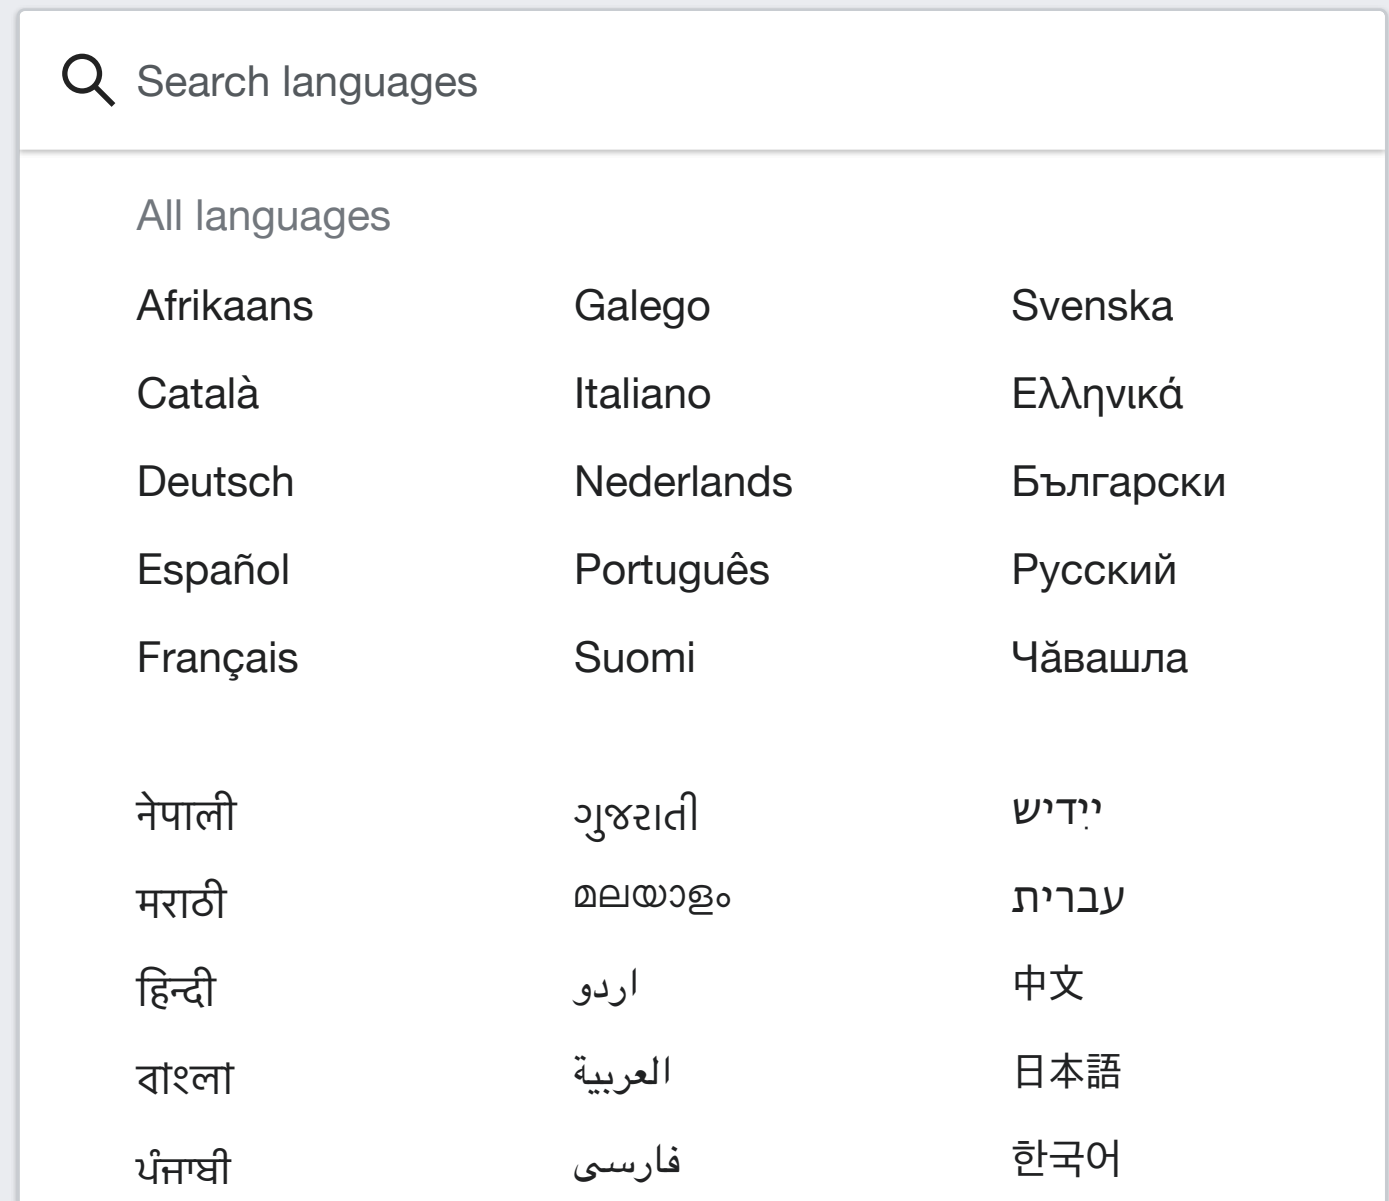 Search languages
All languages
Afrikaans
Català
Deutsch
Español
Français
Galego
Italiano
Nederlands
Português
Suomi
Svenska
Ελληνικά
Български
Русский
Чӑвашла
नेपाली
मराठी
हिन्दी
বাংলা
ਪੰਜਾਬੀ
ગુજરાતી
മലയാളം
اردو
العربية
فارسی
ייִדיש
עברית
中文
日本語
한국어